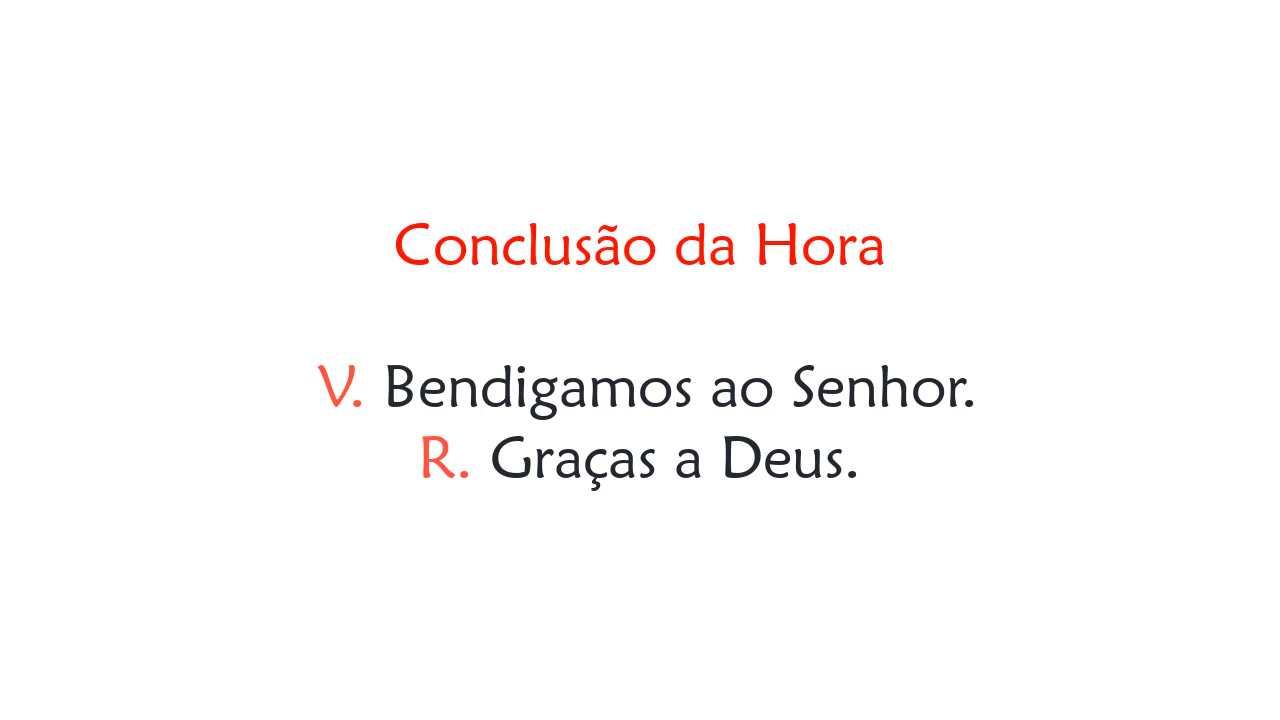 Conclusão da Hora
V. Bendigamos ao Senhor.
R. Graças a Deus.